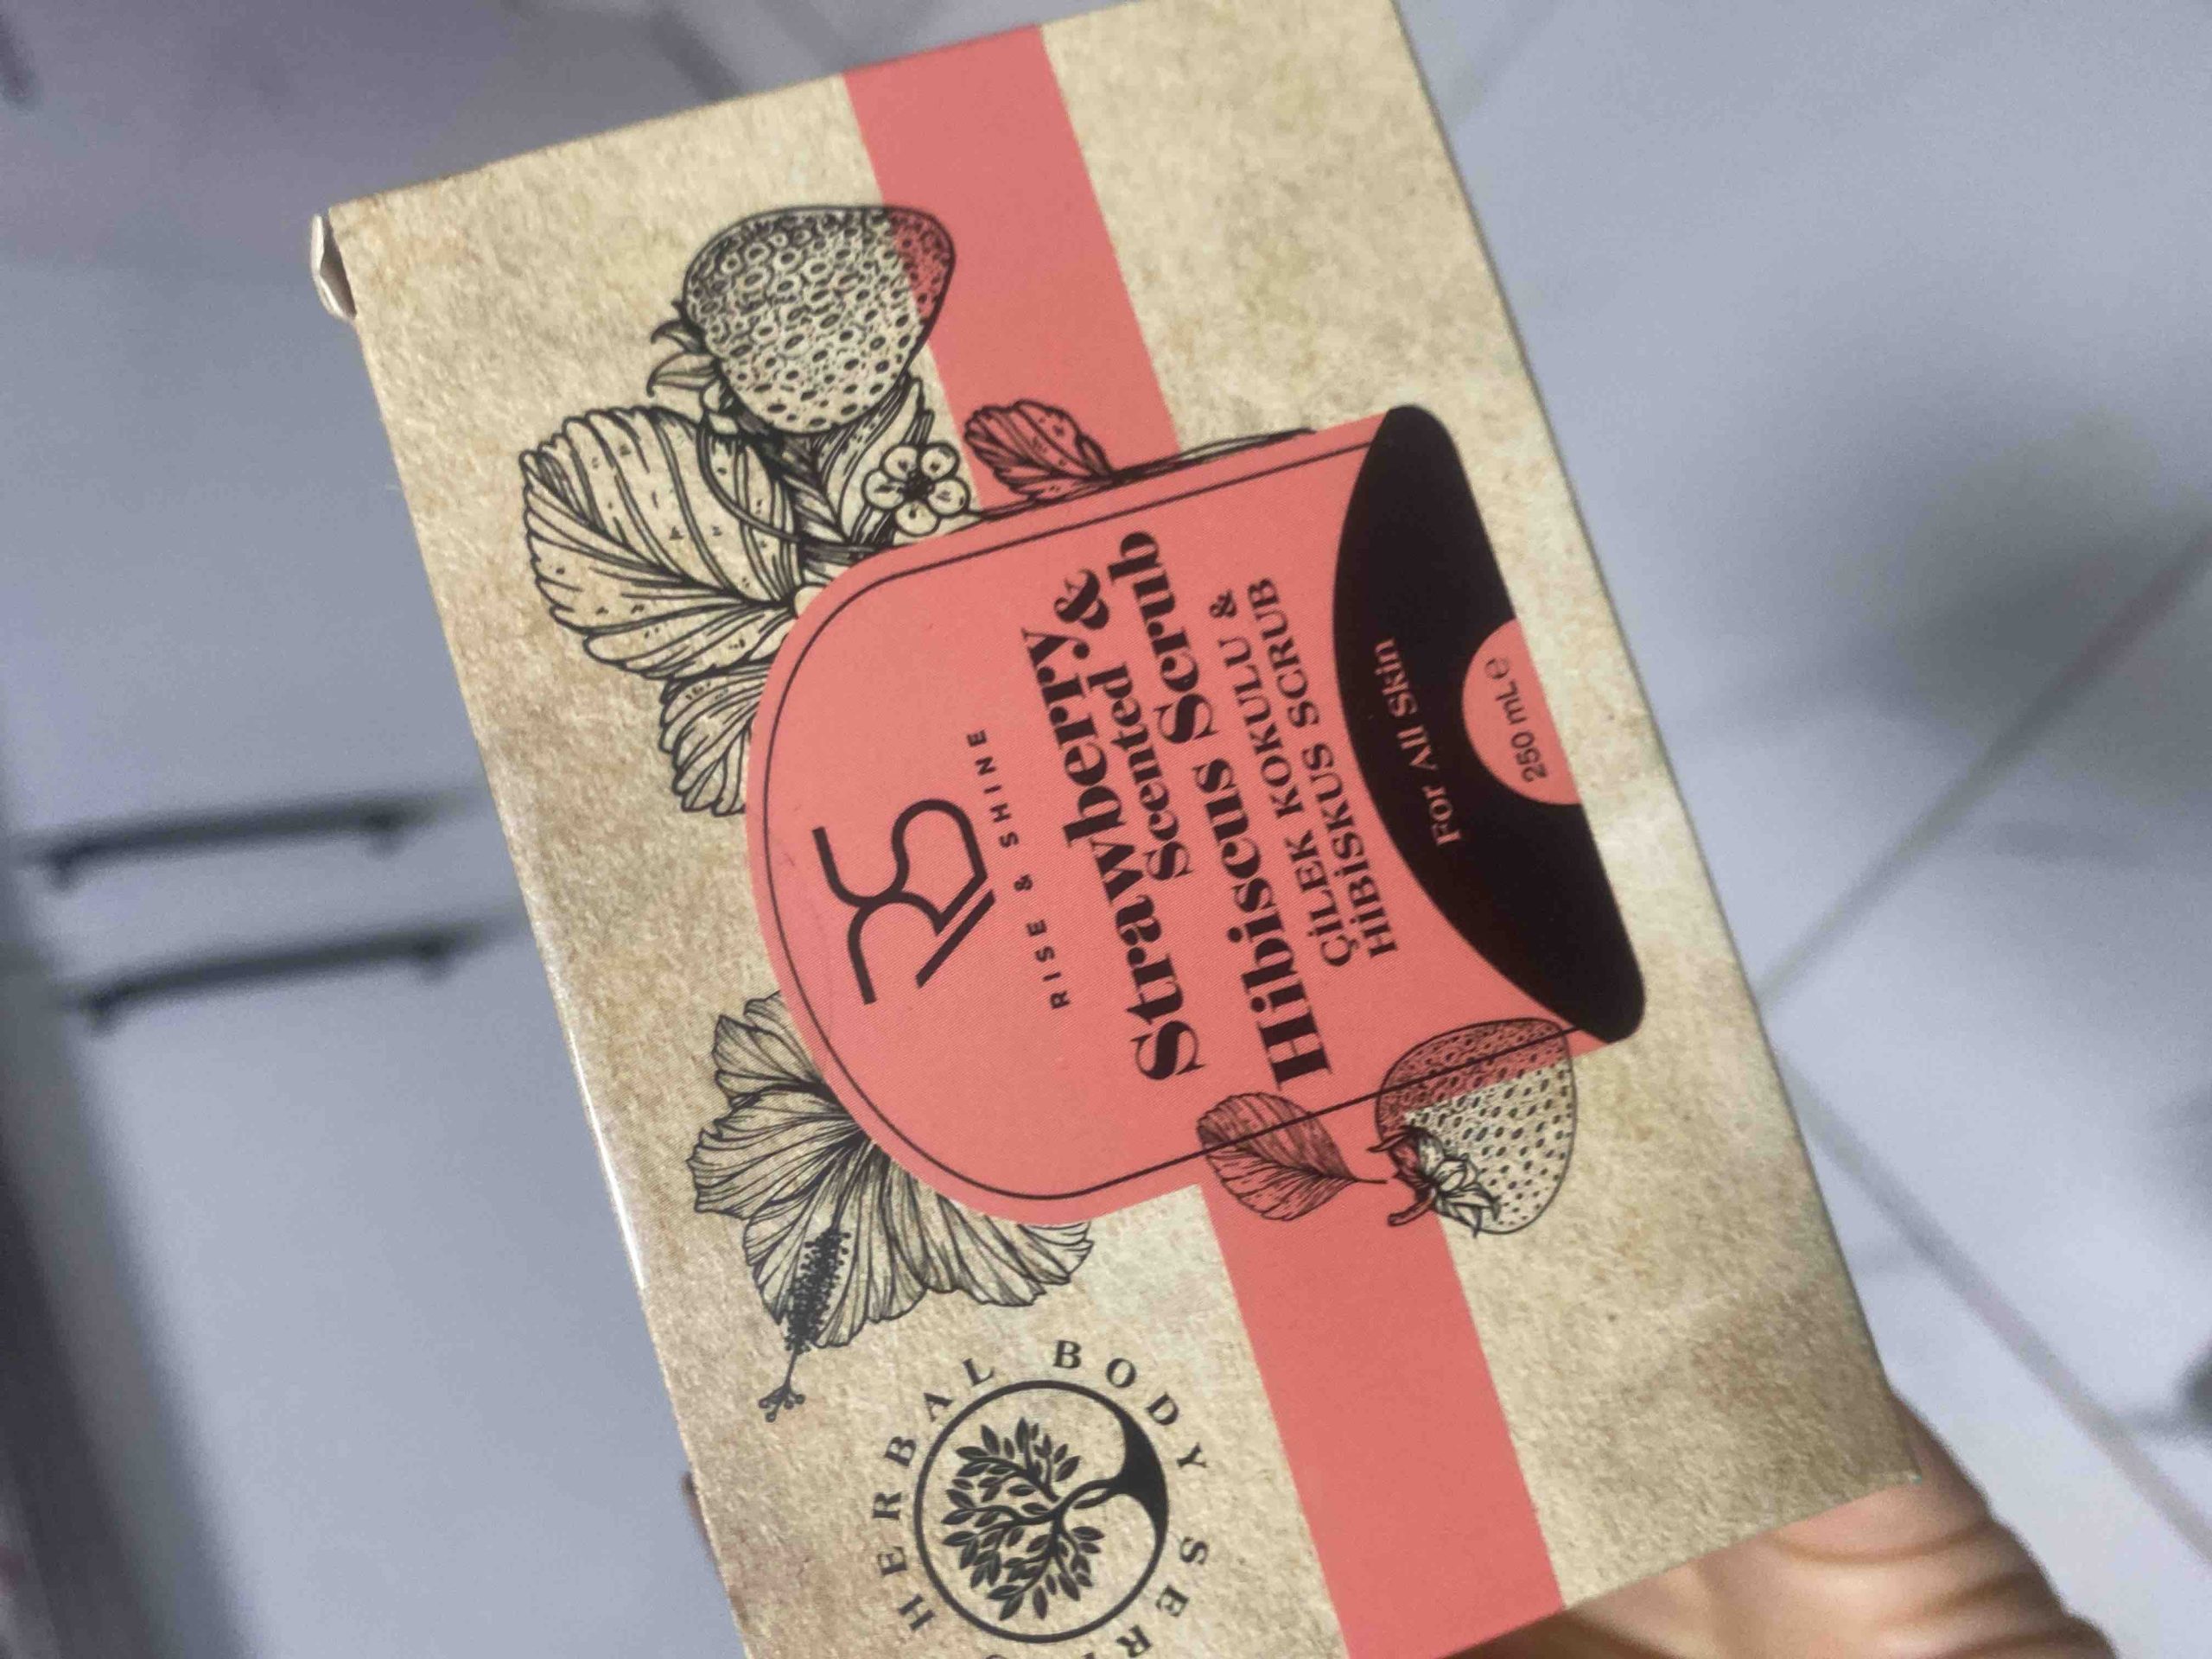 RS
RISE & SHINE
Strawberry &
Scented
Hibiscus Scrub
ÇİLEK KOKULU &
HİBİSKUS SCRUB
For All Skin
250 mL e
HERBAL BODY